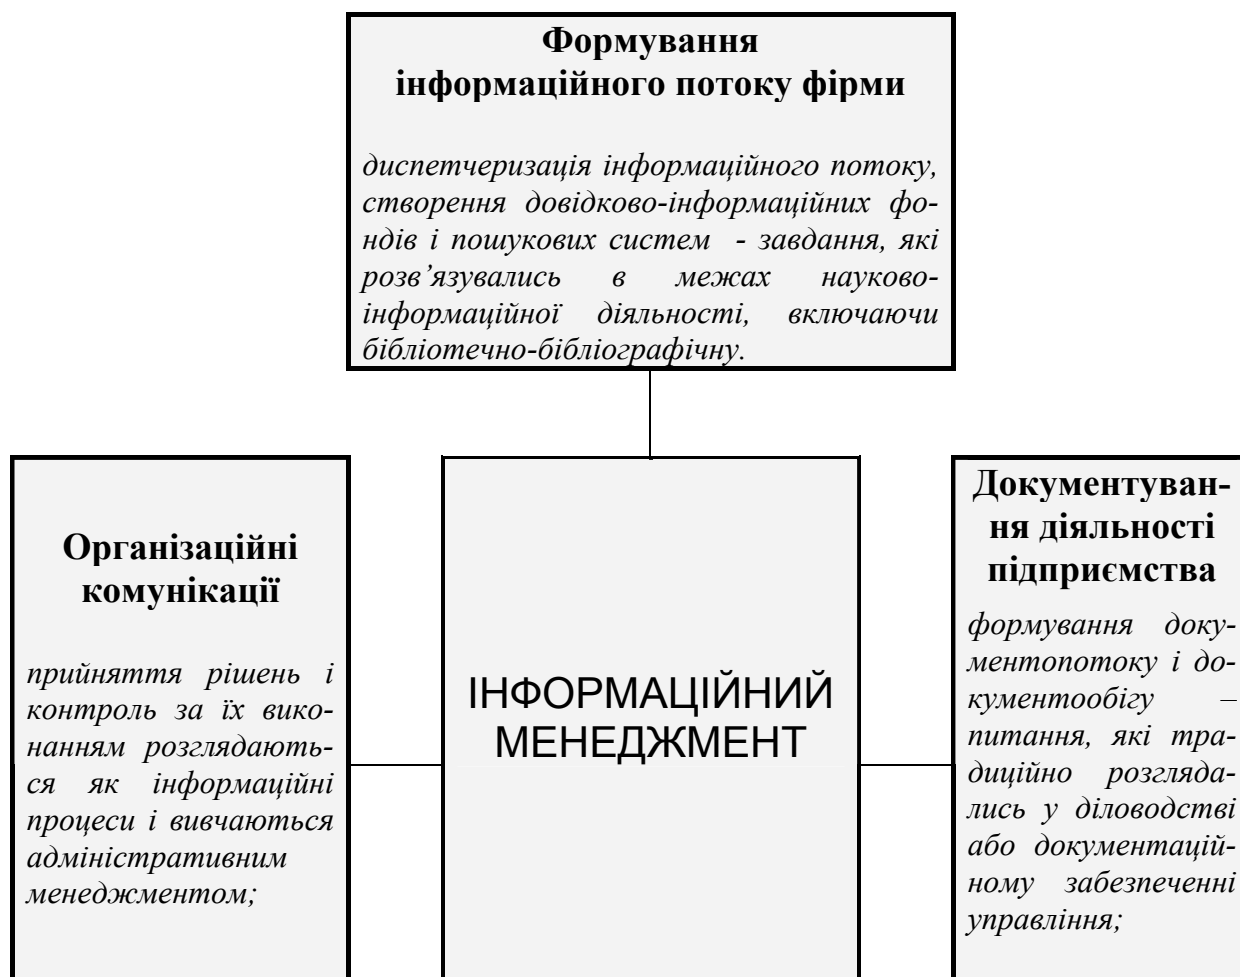 Формування
інформаційного потоку фірми
диспетчеризація інформаційного потоку,
створення довідково-інформаційних фо-
ндів і пошукових систем - завдання, які
розв’язувались в межах науково-
інформаційної діяльності, включаючи
бібліотечно-бібліографічну.
Організаційні
комунікації
прийняття рішень і
контроль за їх вико-
нанням розглядають-
ся як інформаційні
процеси і вивчаються
адміністративним
менеджментом;
ІНФОРМАЦІЙНИЙ
МЕНЕДЖМЕНТ
Документуван-
ня діяльності
підприємства
формування доку-
ментопотоку і до-
кументообігу –
питання, які тра-
диційно розгляда-
лись у діловодстві
або документацій-
ному забезпеченні
управління;